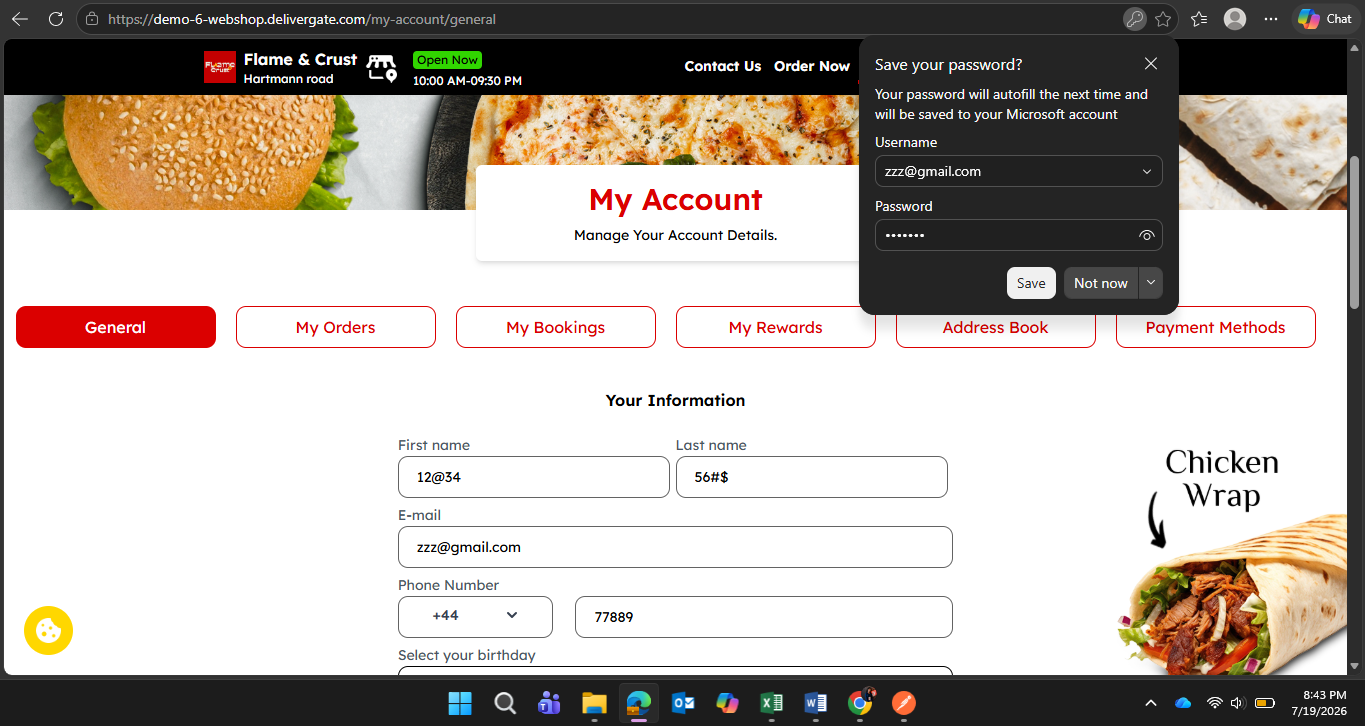 https://demo-6-webshop.delivergate.com/my-account/general
Chat
FLAME
CRUST
Flame & Crust
Hartmann road
Open Now
10:00 AM-09:30 PM
Contact Us
Order Now
Save your password?
Your password will autofill the next time and
will be saved to your Microsoft account
Username
zzz@gmail.com
Password
•••••••
Save
Not now
My Account
Manage Your Account Details.
General
My Orders
My Bookings
My Rewards
Address Book
Payment Methods
Your Information
First name
Last name
12@34
56#$
E-mail
zzz@gmail.com
Phone Number
+44
77889
Select your birthday
Chicken
Wrap
8:43 PM
7/19/2026